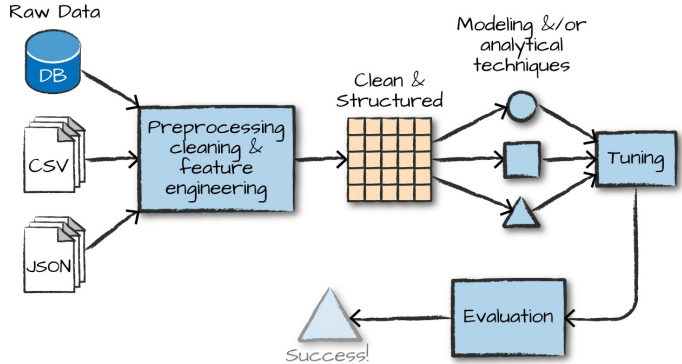 Raw Data
DB
CSV
JSON
Preprocessing
cleaning &
feature
engineering
Clean &
Structured
Modeling &/or
analytical
techniques
Tuning
Evaluation
Success!